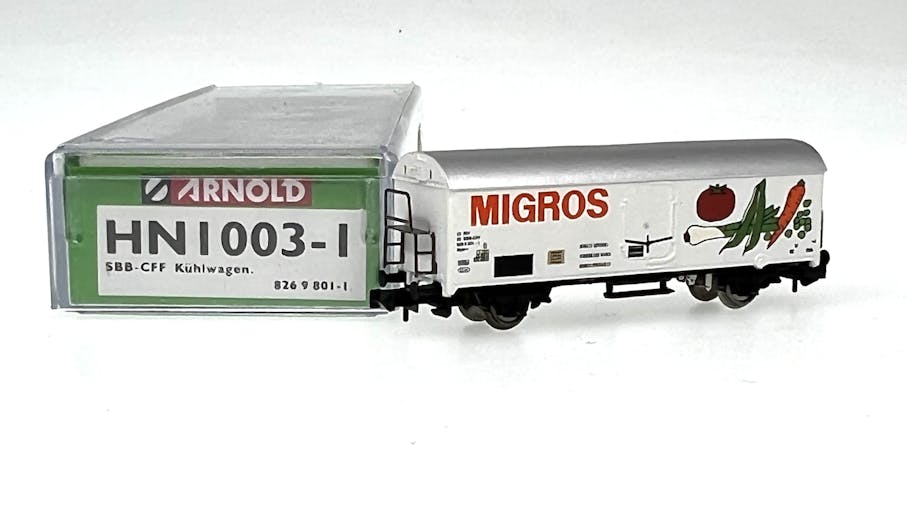 ARNOLD
HN1003-1
SBB-CFF Kühlwagen.
826 9 801-1
MIGROS